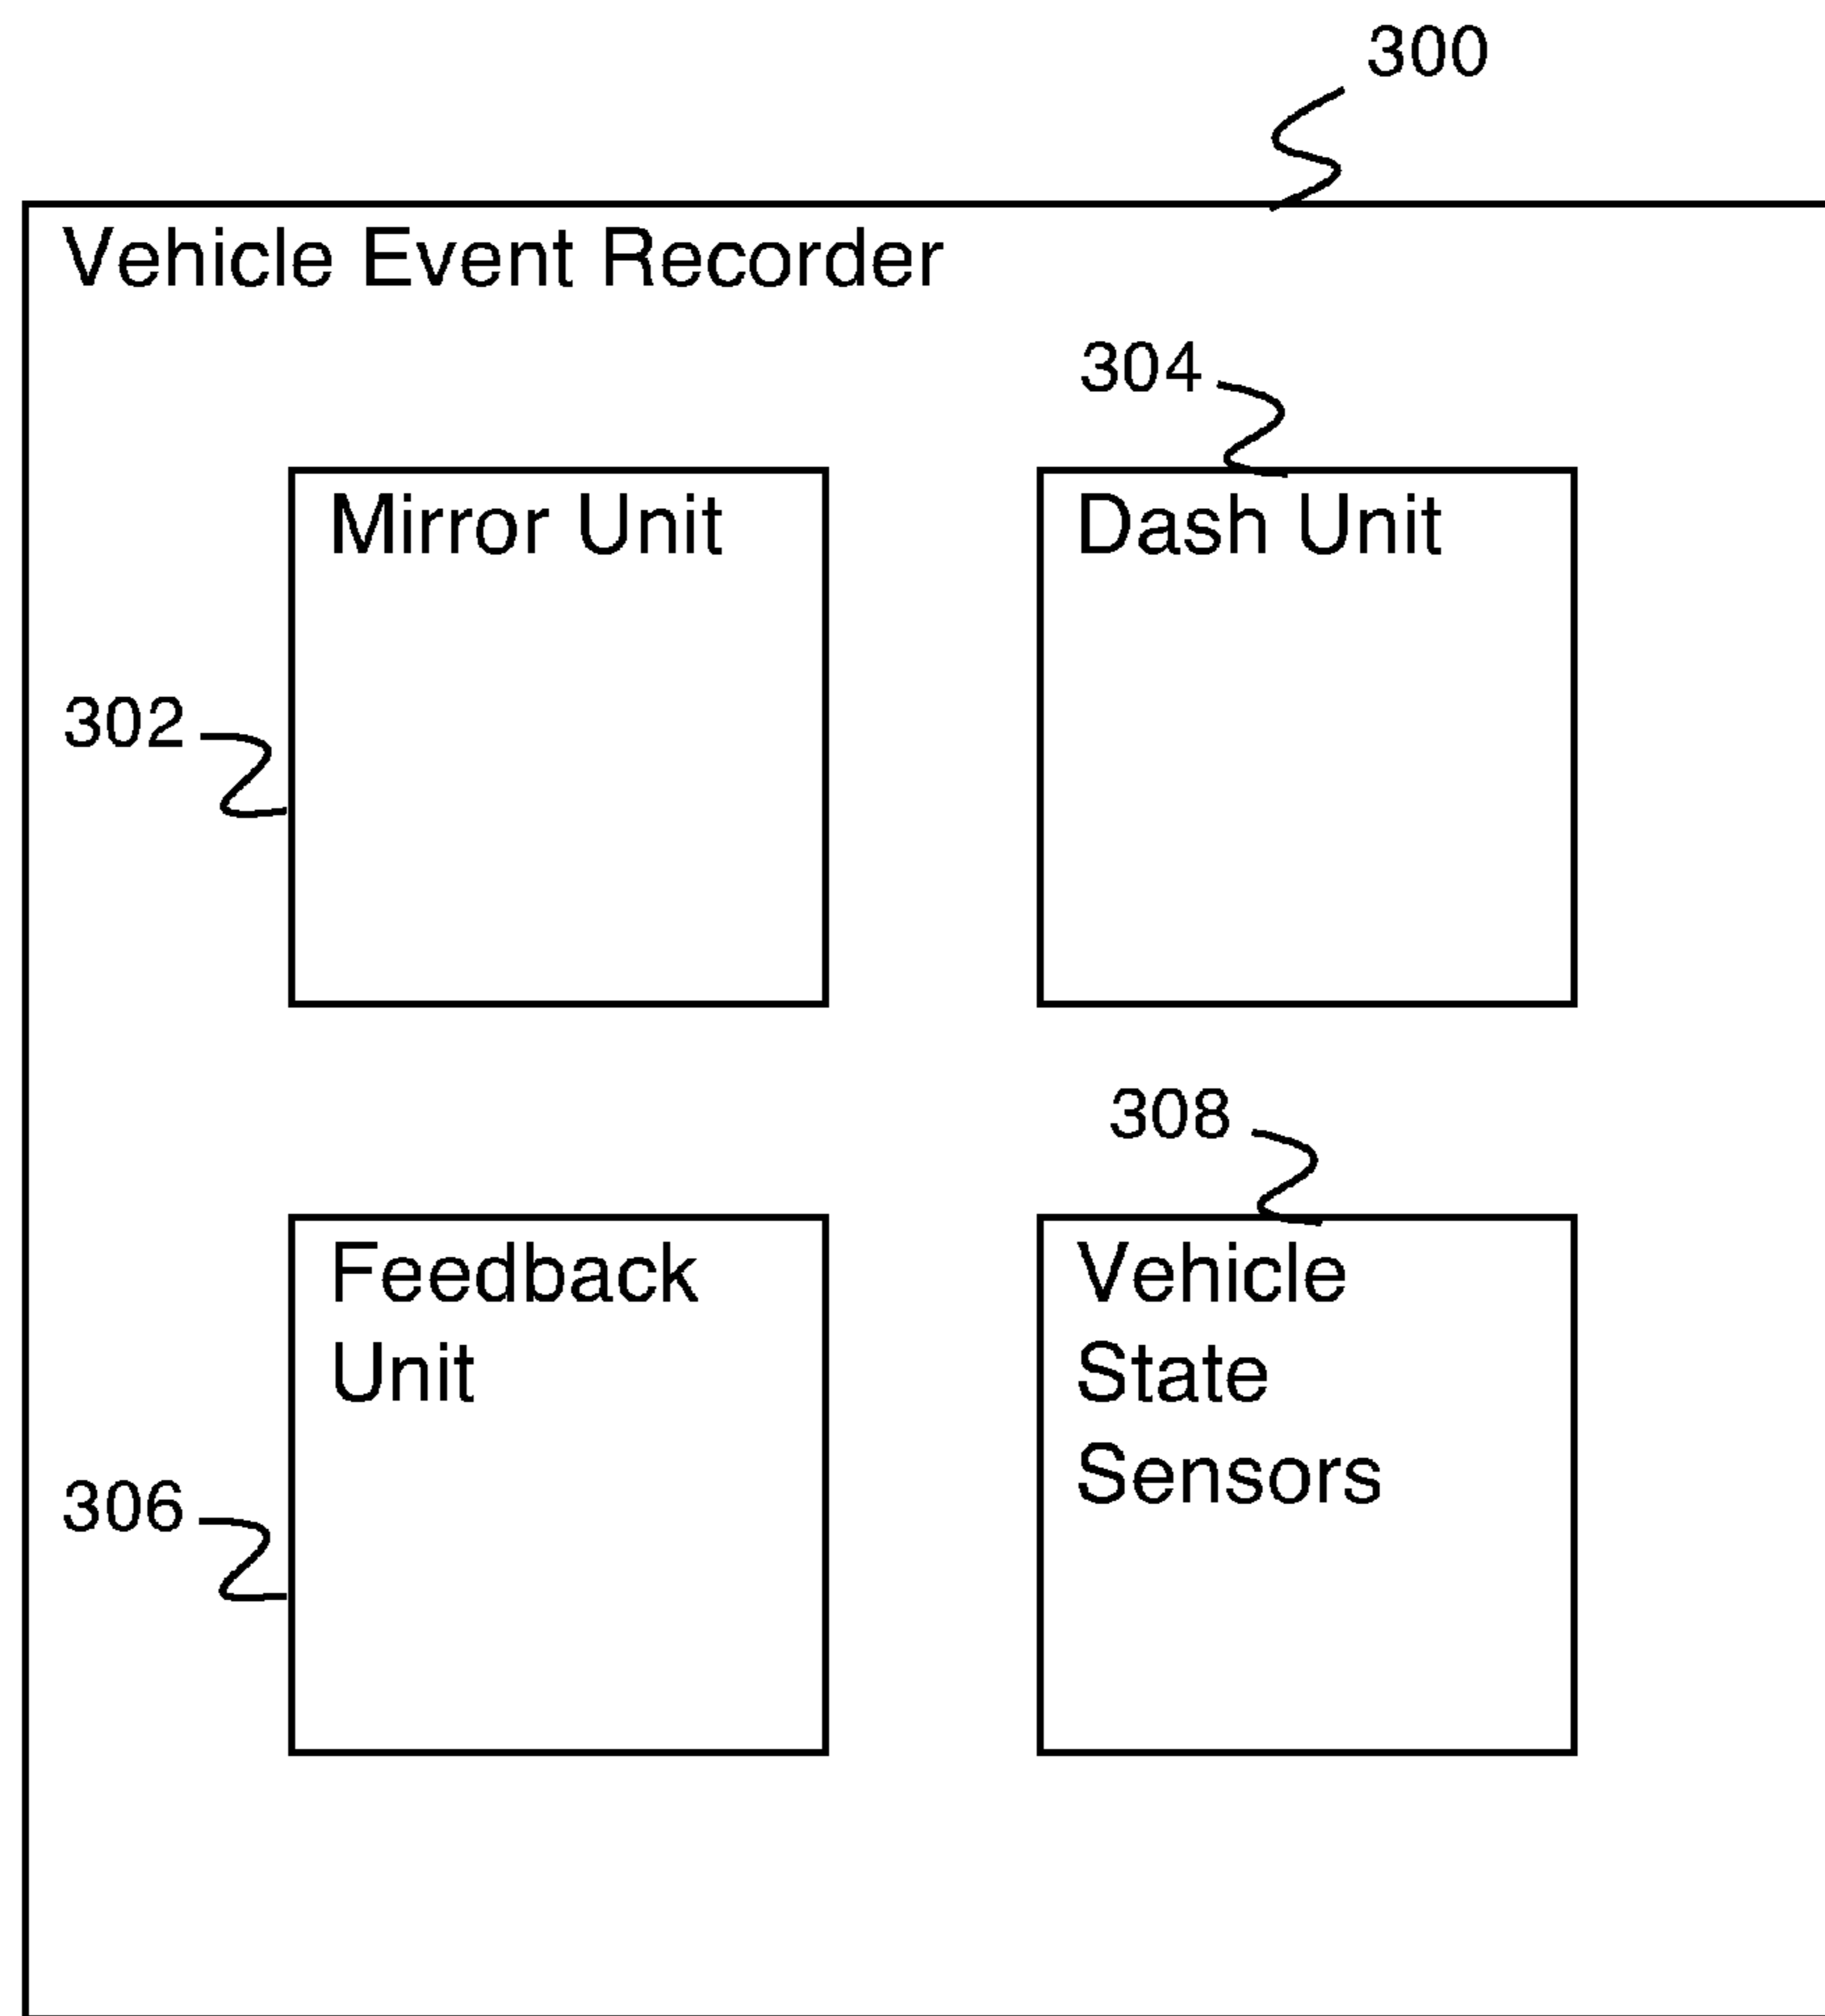 300
Vehicle Event Recorder
304
Mirror Unit
Dash Unit
302
308
Feedback
Unit
Vehicle
State
Sensors
306